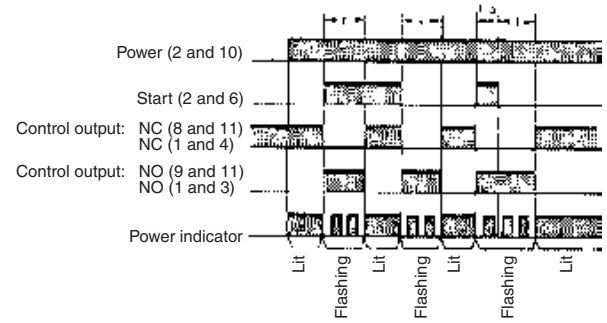 Power (2 and 10)
Start (2 and 6)
Control output: NC (8 and 11)
NC (1 and 4)
Control output: NO (9 and 11)
NO (1 and 3)
Power indicator
Lit
Flashing
Lit
Flashing
Lit
Flashing
Lit